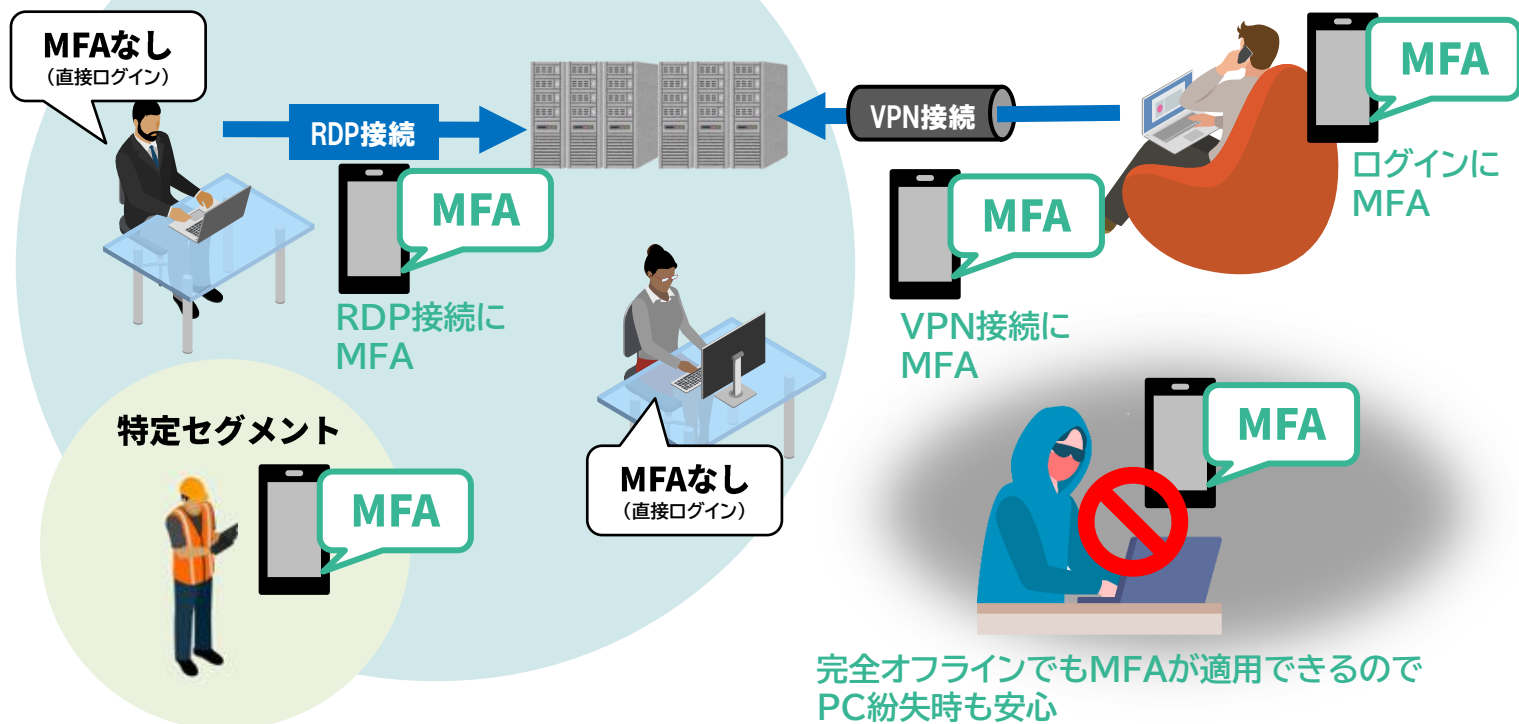 MFAなし
(直接ログイン)
RDP接続
MFA
RDP接続に
MFA
VPN接続
MFA
VPN接続に
MFA
MFA
ログインに
MFA
特定セグメント
MFA
MFAなし
(直接ログイン)
MFA
完全オフラインでもMFAが適用できるので
PC紛失時も安心